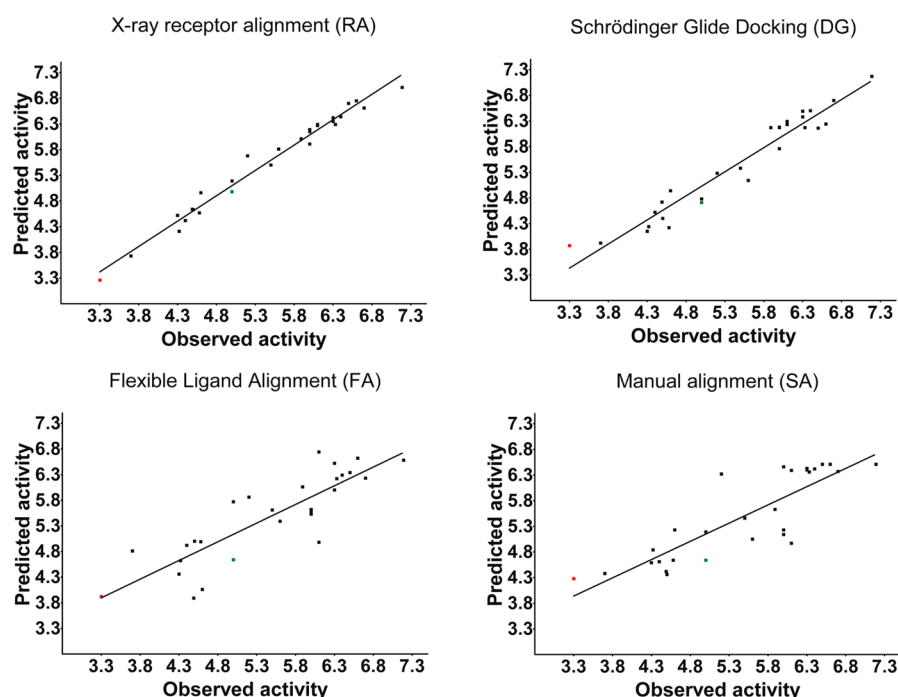 X-ray receptor alignment (RA)
Predicted activity
7.3
6.8
6.3
5.8
5.3
4.8
4.3
3.8
3.3
3.3 3.8 4.3 4.8 5.3 5.8 6.3 6.8 7.3
Observed activity
Schrödinger Glide Docking (DG)
Predicted activity
7.3
6.8
6.3
5.8
5.3
4.8
4.3
3.8
3.3
3.3 3.8 4.3 4.8 5.3 5.8 6.3 6.8 7.3
Observed activity
Flexible Ligand Alignment (FA)
Predicted activity
7.3
6.8
6.3
5.8
5.3
4.8
4.3
3.8
3.3
3.3 3.8 4.3 4.8 5.3 5.8 6.3 6.8 7.3
Observed activity
Manual alignment (SA)
Predicted activity
7.3
6.8
6.3
5.8
5.3
4.8
4.3
3.8
3.3
3.3 3.8 4.3 4.8 5.3 5.8 6.3 6.8 7.3
Observed activity